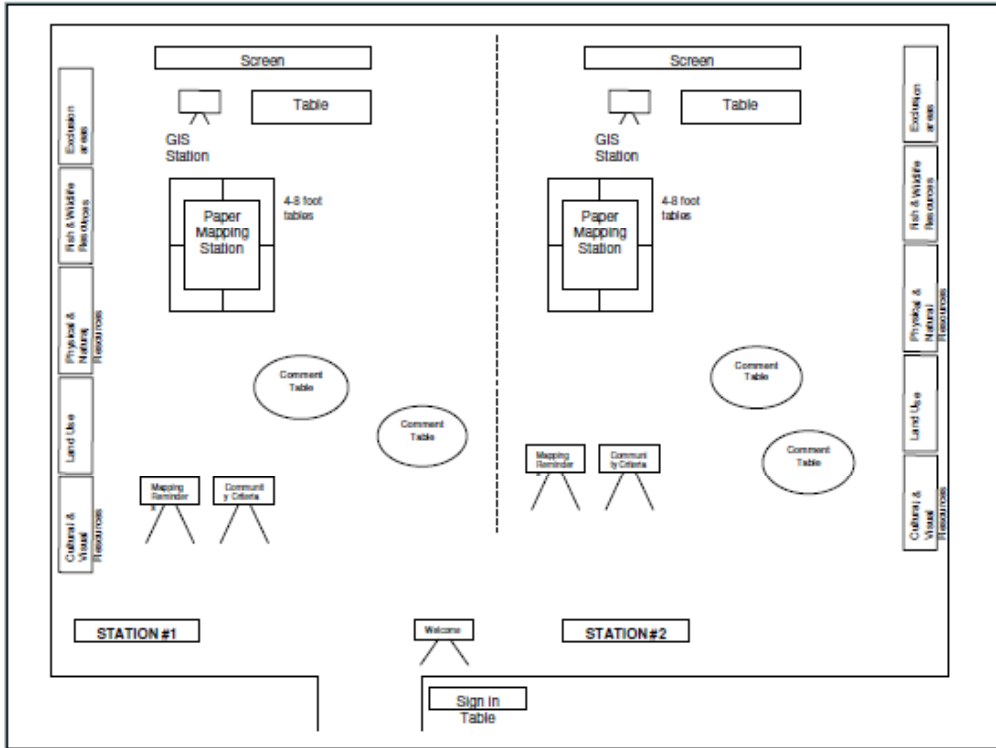 Screen
Table
GIS
Station
4-8 foot
tables
Paper
Mapping
Station
Exclusion
areas
Fish & Wildlife
Resources
Physical &
Natural
Resources
Land Use
Cultural &
Visual
Resources
Comment
Table
Comment
Table
Mapping
Reminder
s
Communit
y Criteria
STATION #1
Screen
Table
GIS
Station
4-8 foot
tables
Paper
Mapping
Station
Exclusion
areas
Fish & Wildlife
Resources
Physical &
Natural
Resources
Land Use
Cultural &
Visual
Resources
Comment
Table
Comment
Table
Mapping
Reminder
Communi
ty Criteria
STATION #2
Welcome
Sign in
Table